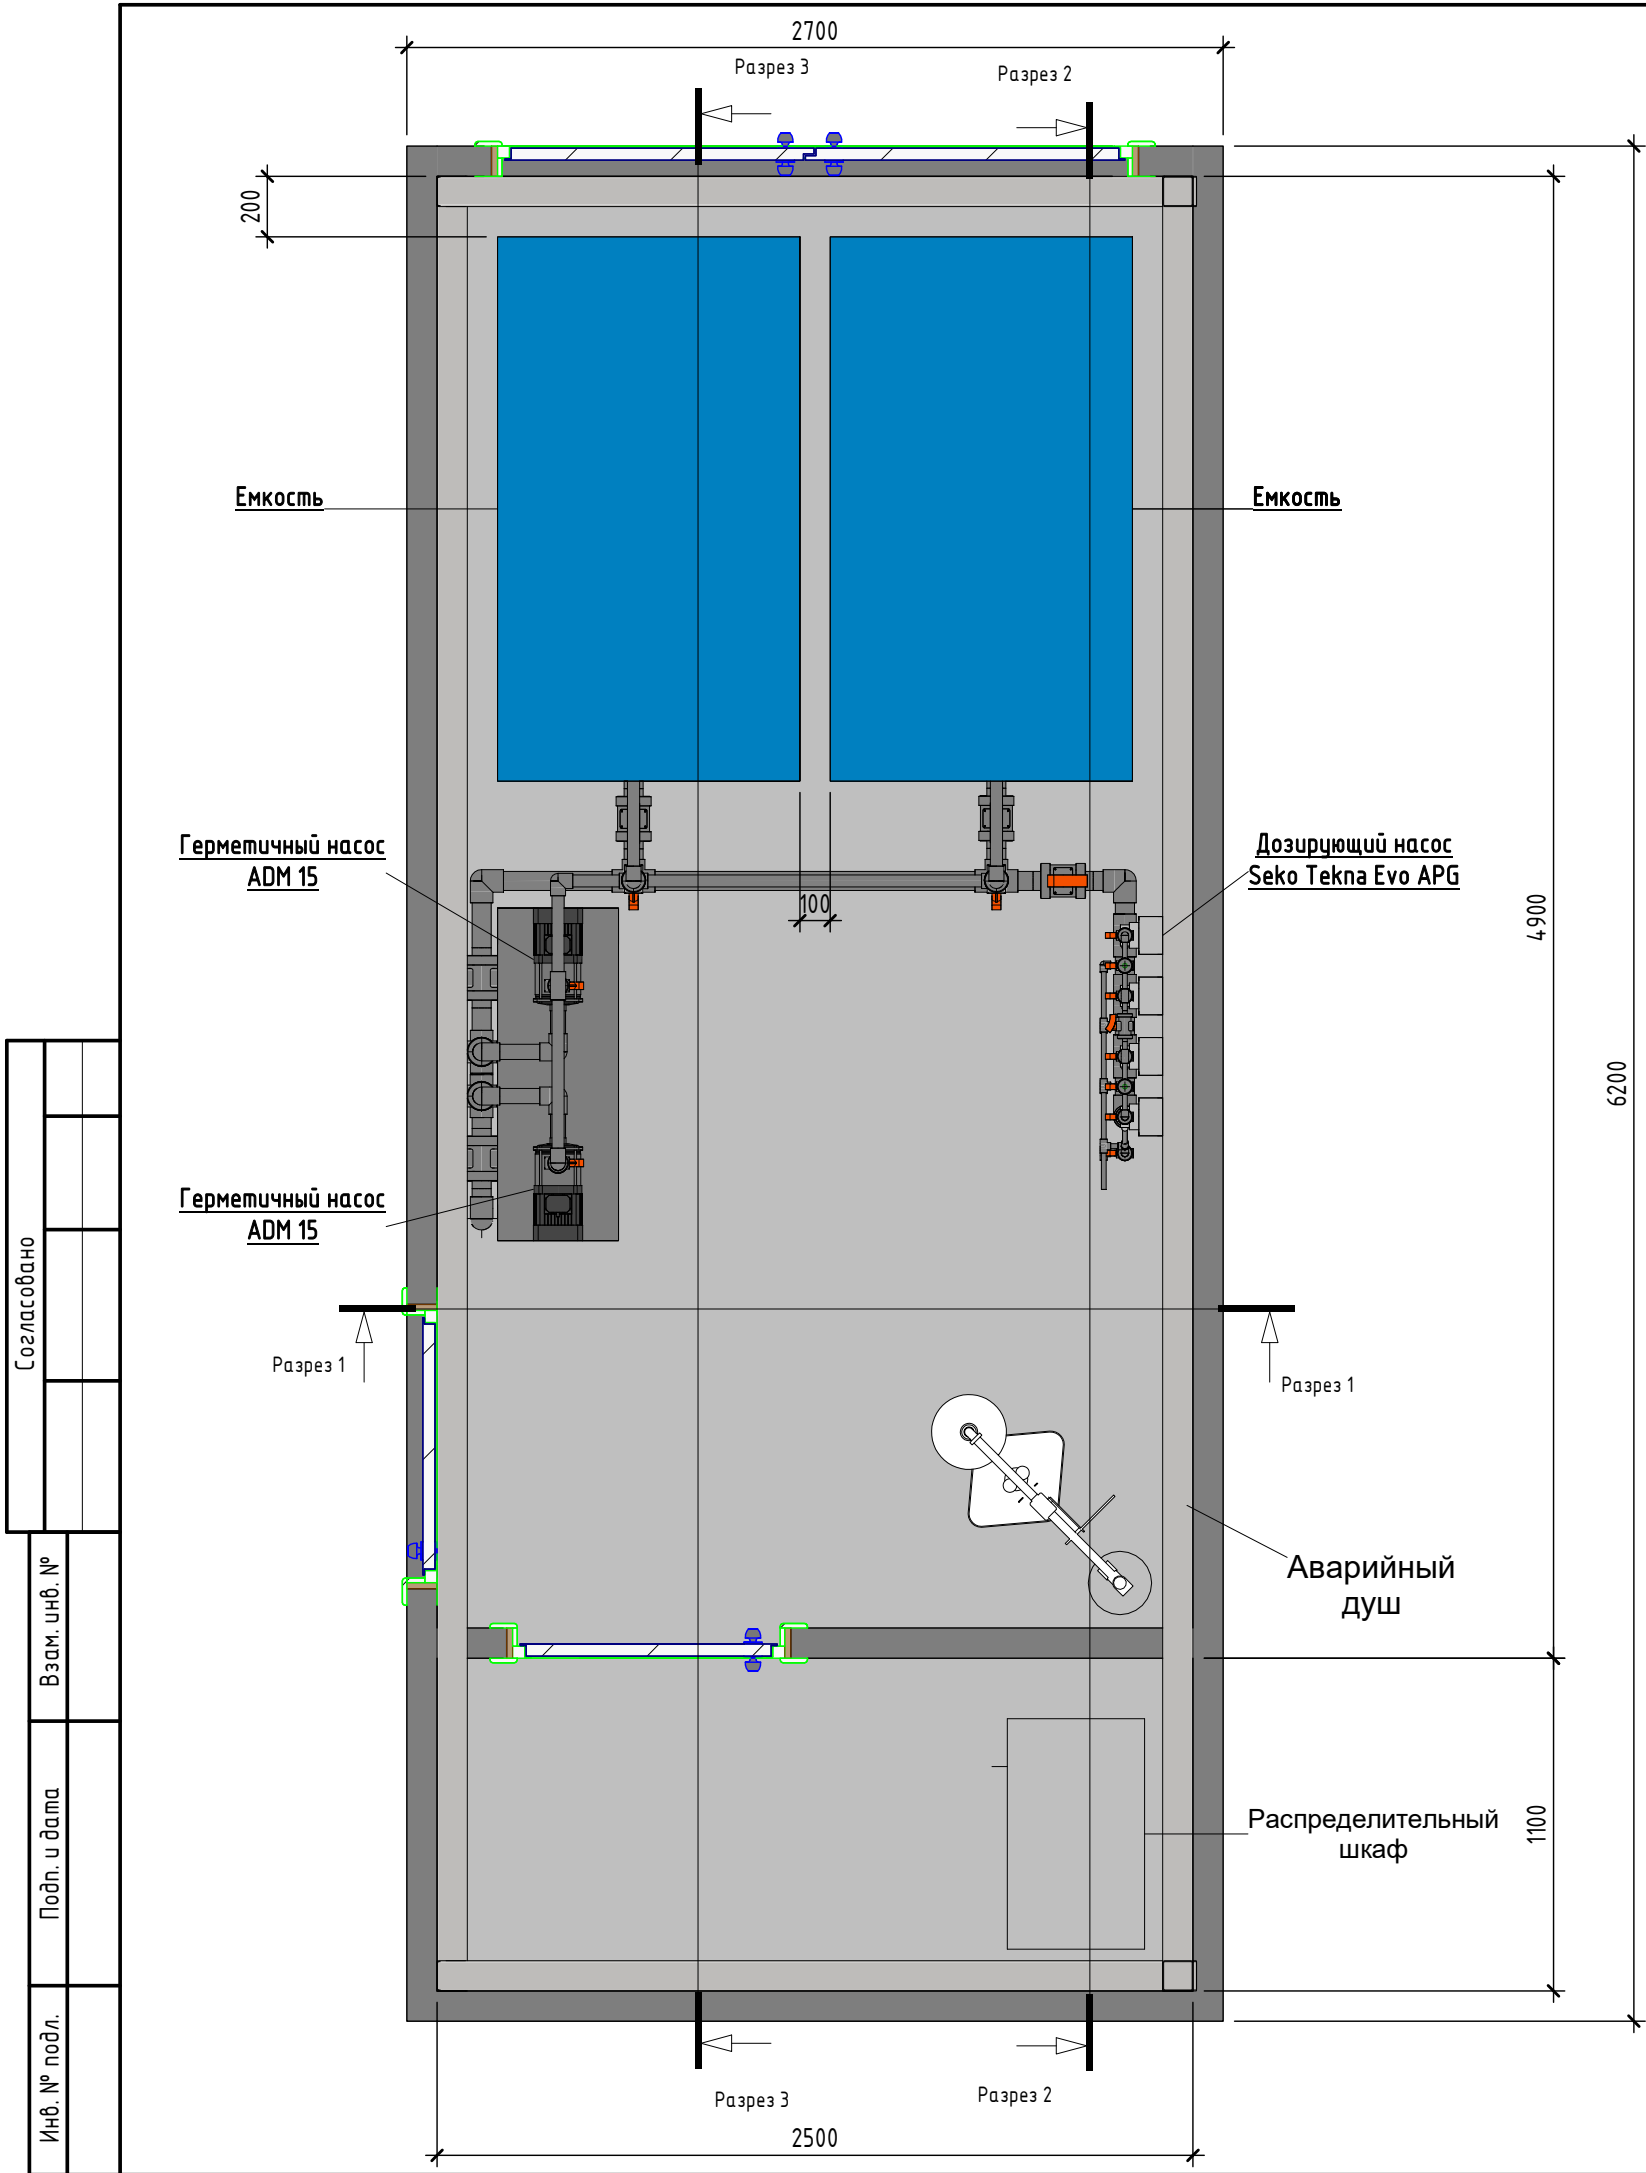 2700
Разрез 3
Разрез 2
200
Емкость
Емкость
Герметичный насос
ADM 15
Дозирующий насос
Seko Tekna Evo APG
100
4900
6200
Герметичный насос
ADM 15
Разрез 1
Разрез 1
Согласовано
Аварийный
душ
Взам. инв. №
Распределительный
шкаф
1100
Подп. и дата
Инв. № подл.
Разрез 3
Разрез 2
2500